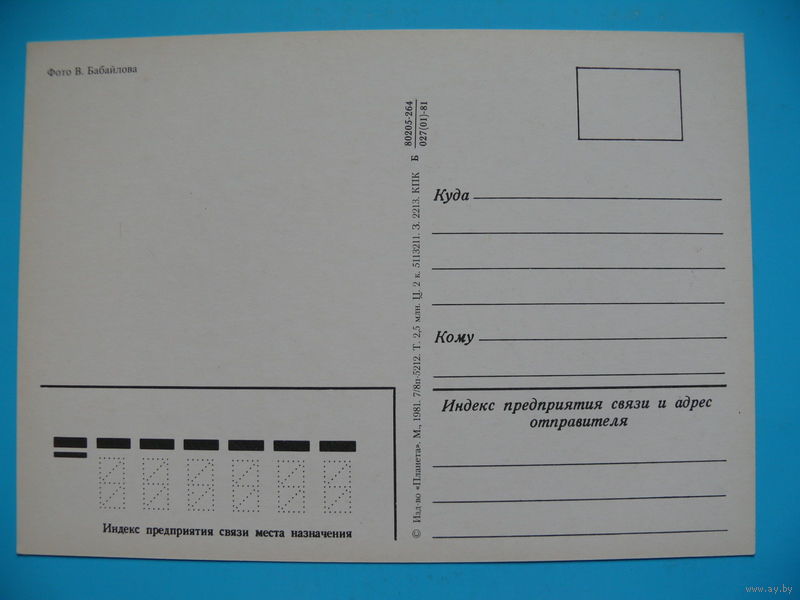 Фото В. Бабайлова
© Изд-во «Планета». М., 1981. 7/8п-5212. Т. 2,5 млн. Ц. 2 к. 5113211. З. 2213. КПК Б 80205-264
027(01)-81
Куда
Кому
Индекс предприятия связи и адрес
отправителя
Индекс предприятия связи места назначения
www.ay.by